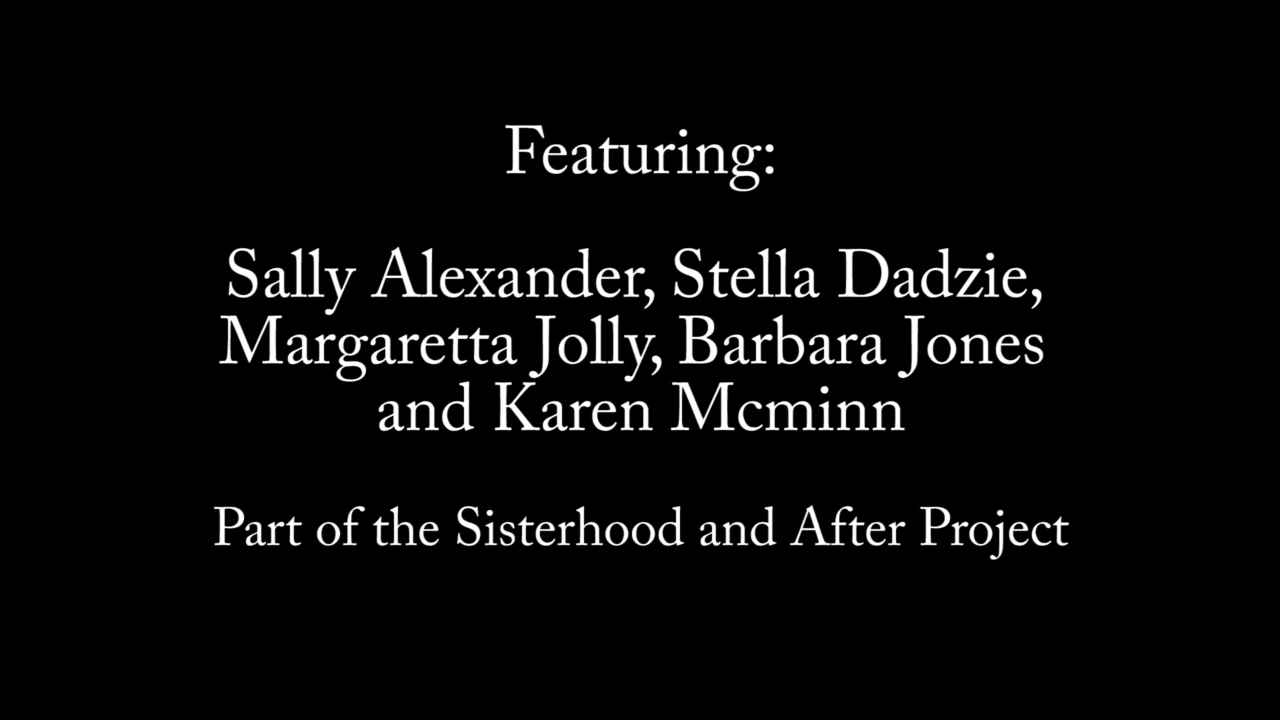 Featuring:
Sally Alexander, Stella Dadzie,
Margaretta Jolly, Barbara Jones
and Karen Mcminn
Part of the Sisterhood and After Project